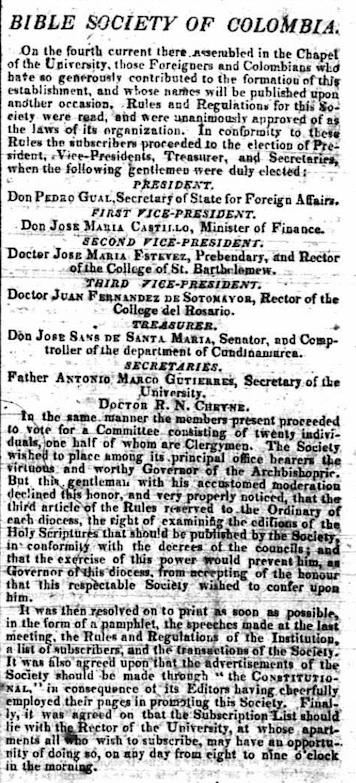 BIBLE SOCIETY OF COLOMBIA.
On the fourth current there assembled in the Chapel
of the University, those Foreigners and Colombians who
have so generously contributed to the formation of this
establishment, and whose names will be published upon
another occasion. Rules and Regulations for this So-
ciety were read, and were unanimously approved of as
the laws of its organization. In conformity to these
Rules the subscribers proceeded to the election of Pre-
sident, Vice-Presidents, Treasurer, and Secretaries,
when the following gentlemen were duly elected:
PRESIDENT.
Don PEDRO GUAL, Secretary of State for Foreign Affairs.
FIRST VICE-PRESIDENT.
Don JOSE MARIA CASTILLO, Minister of Finance.
SECOND VICE-PRESIDENT.
Doctor JOSE MARIA ESTEVEZ, Prebendary, and Rector
of the College of St. Bartholemew.
THIRD VICE-PRESIDENT.
Doctor JUAN FERNANDEZ DE SOTOMAYOR, Rector of the
College del Rosario.
TREASURER.
Don JOSE SANS DE SANTA MARIA, Senator, and Comp-
troller of the department of Cundinamarca.
SECRETARIES.
Father ANTONIO MARCO GUTIERRES, Secretary of the
University.
DOCTOR R. N. CHEYNE.
In the same manner the members present proceeded
to vote for a Committee consisting of twenty indivi-
duals, one half of whom are Clergymen. The Society
wished to place among its principal office bearers the
virtuous and worthy Governor of the Archbishopric.
But this gentleman with his accustomed moderation
declined this honor, and very properly noticed, that the
third article of the Rules reserved to the Ordinary of
each diocess, the right of examining the editions of the
Holy Scriptures that should be published by the Society,
in conformity with the decrees of the councils; and
that the exercise of this power would prevent him, as
Governor of this diocess, from accepting of the honour
that this respectable Society wished to confer upon
him.
It was then resolved on to print as soon as possible,
in the form of a pamphlet, the speeches made at the last
meeting, the Rules and Regulations of the Institution,
a list of subscribers, and the transactions of the Society.
It was also agreed upon that the advertisements of the
Society should be made through "the CONSTITUTIO-
NAL," in consequence of its Editors having cheerfully
employed their pages in promoting this Society. Final-
ly, it was agreed on that the Subscription List should
lie with the Rector of the University, at whose apart-
ments all who wish to subscribe, may have an opportu-
nity of doing so, on any day from eight to nine o'clock
in the morning.